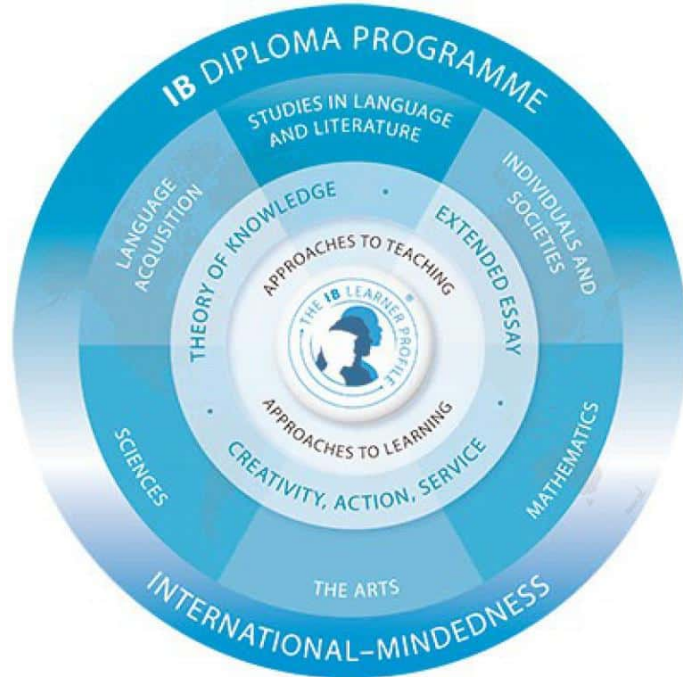 IB DIPLOMA PROGRAMME
STUDIES IN LANGUAGE
AND LITERATURE
LANGUAGE
ACQUISITION
INDIVIDUALS AND
SOCIETIES
THEORY OF KNOWLEDGE
EXTENDED ESSAY
APPROACHES TO TEACHING
THE IB LEARNER PROFILE
®
APPROACHES TO LEARNING
CREATIVITY, ACTION, SERVICE
SCIENCES
MATHEMATICS
THE ARTS
INTERNATIONAL–MINDEDNESS